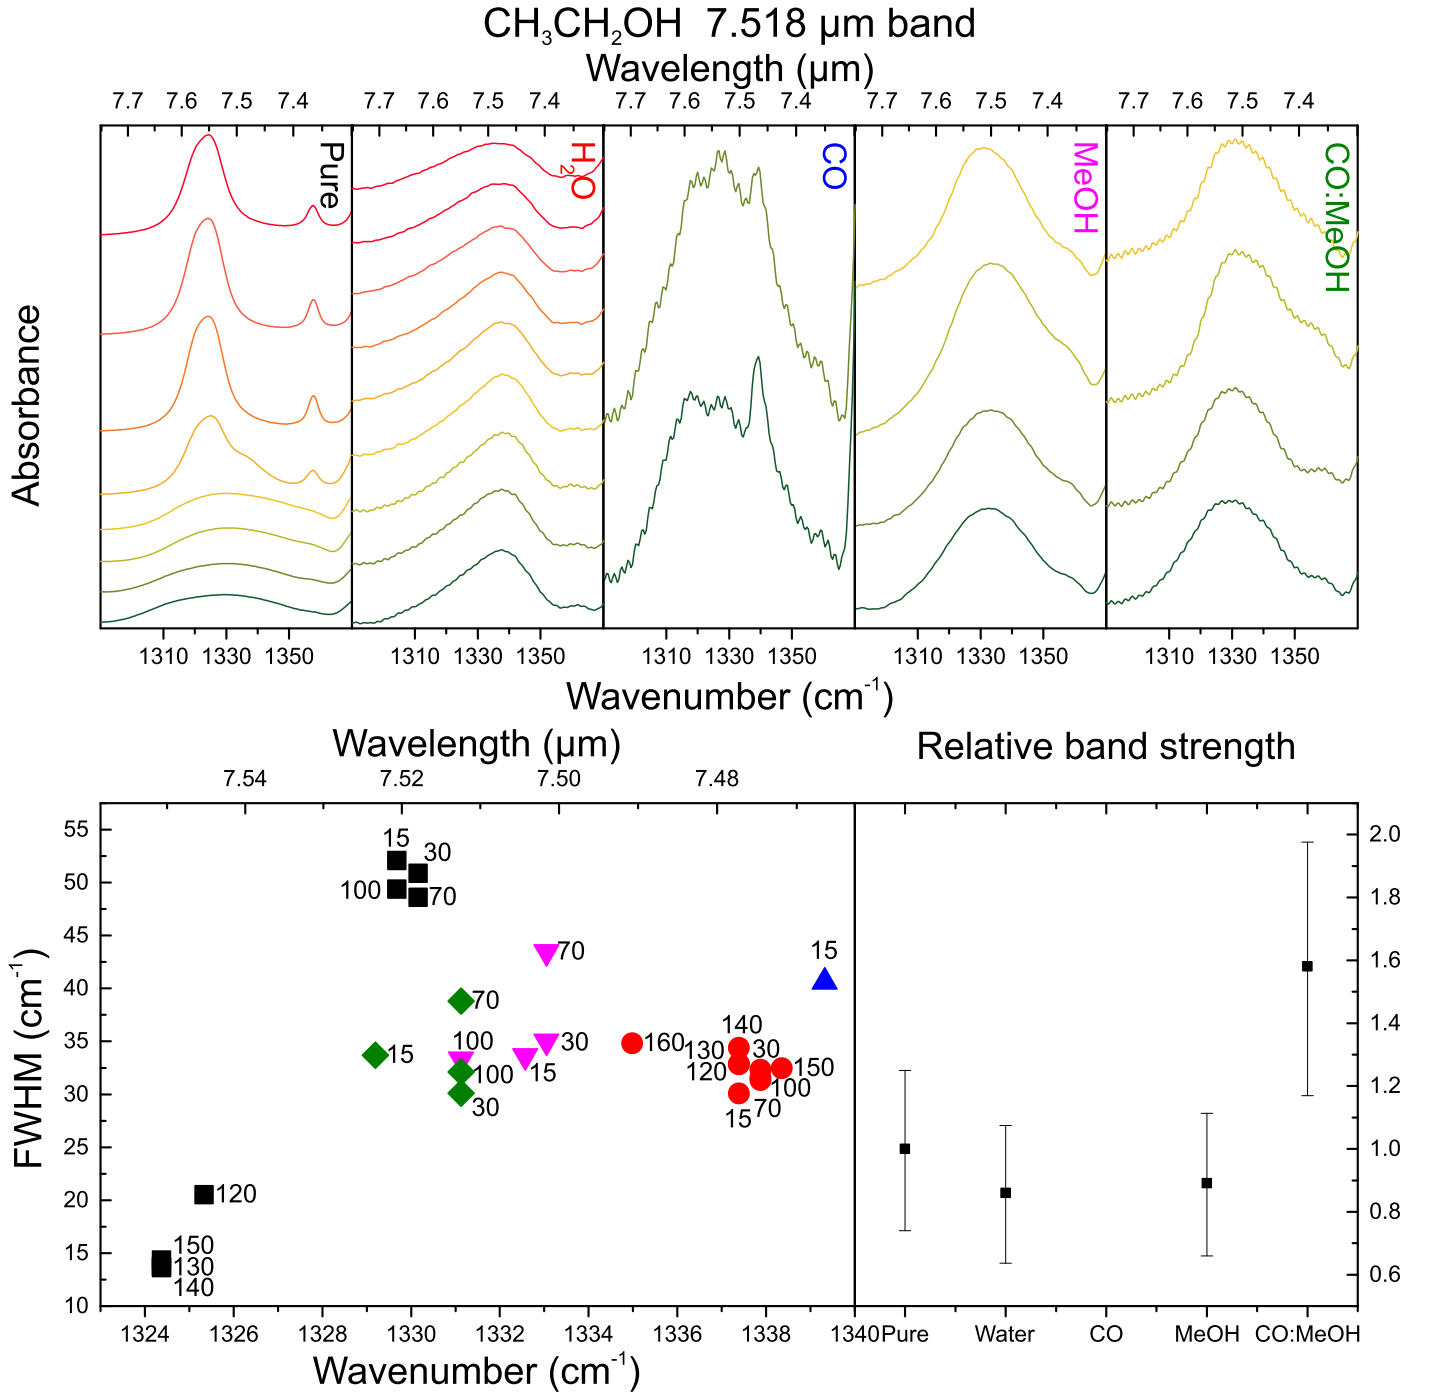 CH3CH2OH 7.518 µm band
Wavelength (µm)
7.7 7.6 7.5 7.4 7.7 7.6 7.5 7.4 7.7 7.6 7.5 7.4 7.7 7.6 7.5 7.4 7.7 7.6 7.5 7.4
Pure
H2O
CO
MeOH
CO:MeOH
Absorbance
1310 1330 1350 1310 1330 1350 1310 1330 1350 1310 1330 1350 1310 1330 1350
Wavenumber (cm-1)
Wavelength (µm)
7.54 7.52 7.50 7.48
FWHM (cm-1)
55
50
45
40
35
30
25
20
15
10
15
30
100
70
70
15
70
100
30
15
15
100
30
160
140
130
30
120
150
100
15
70
120
150
130
140
1324 1326 1328 1330 1332 1334 1336 1338 1340
Wavenumber (cm-1)
Relative band strength
2.0
1.8
1.6
1.4
1.2
1.0
0.8
0.6
Pure Water CO MeOH CO:MeOH